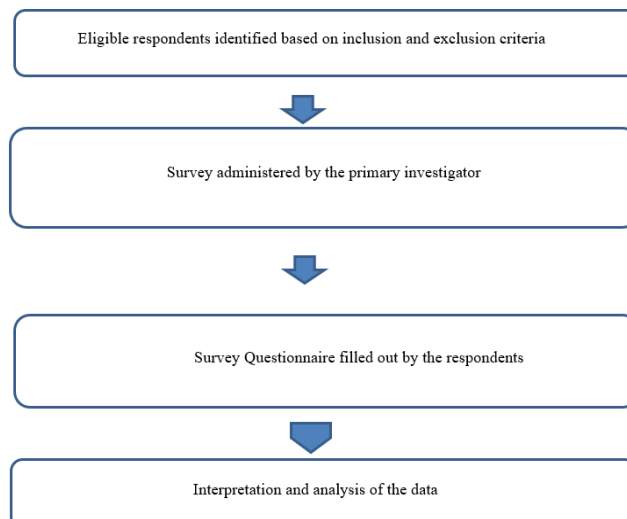 Eligible respondents identified based on inclusion and exclusion criteria
Survey administered by the primary investigator
Survey Questionnaire filled out by the respondents
Interpretation and analysis of the data